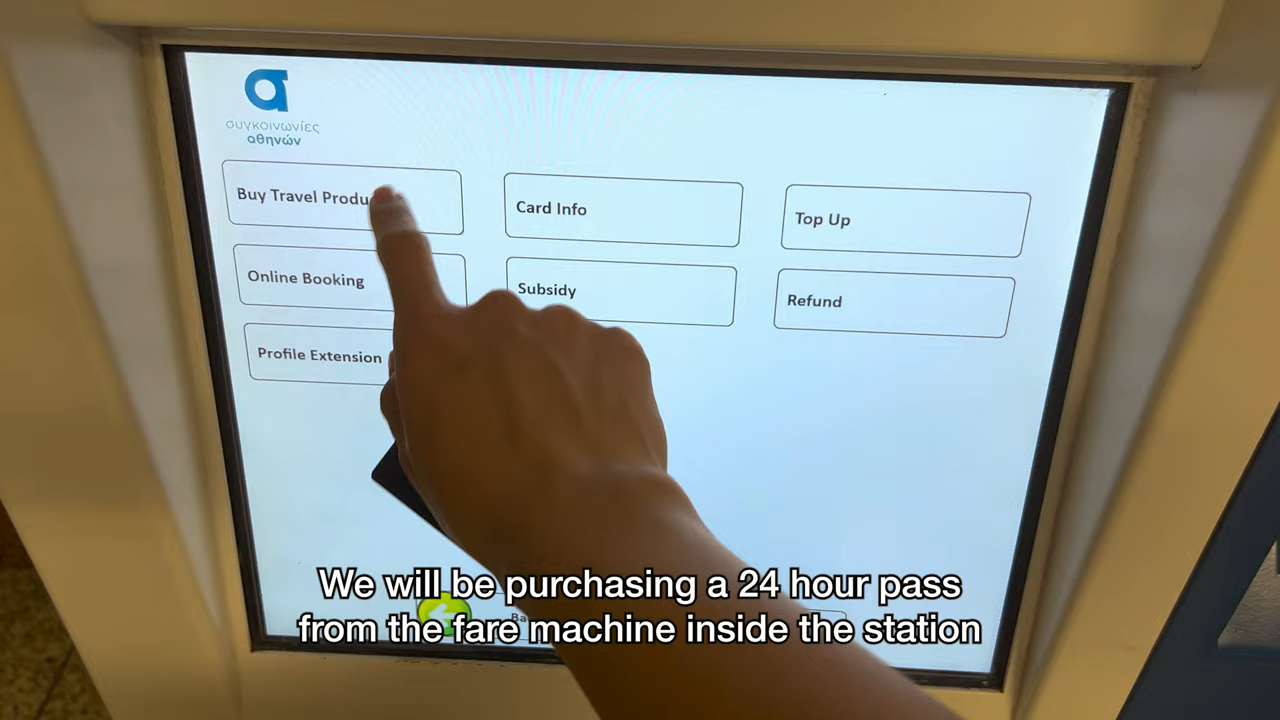 συγκοινωνίες
αθηνών
Buy Travel Produ
Card Info
Top Up
Online Booking
Subsidy
Refund
Profile Extension
We will be purchasing a 24 hour pass
from the fare machine inside the station